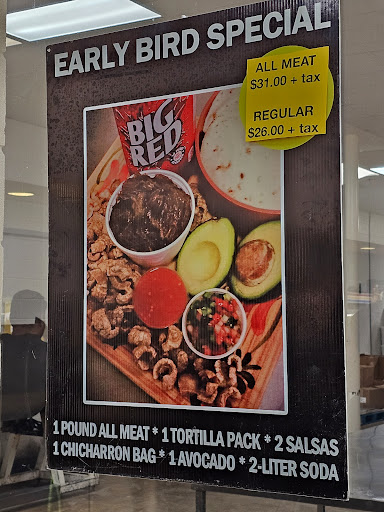 EARLY BIRD SPECIAL
ALL MEAT
$31.00 + tax
REGULAR
$26.00 + tax
BIG
RED
1 POUND ALL MEAT * 1 TORTILLA PACK * 2 SALSAS
1 CHICHARRON BAG * 1 AVOCADO * 2-LITER SODA